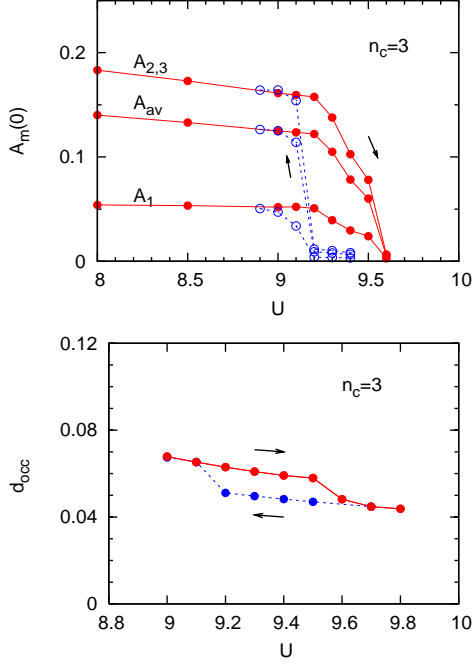 n_c=3
0.2
A_{2,3}
A_{av}
A_m(0)
0.1
A_1
0
8 8.5 9 9.5 10
U
0.12
n_c=3
0.08
d_{occ}
0.04
0
8.8 9 9.2 9.4 9.6 9.8 10
U